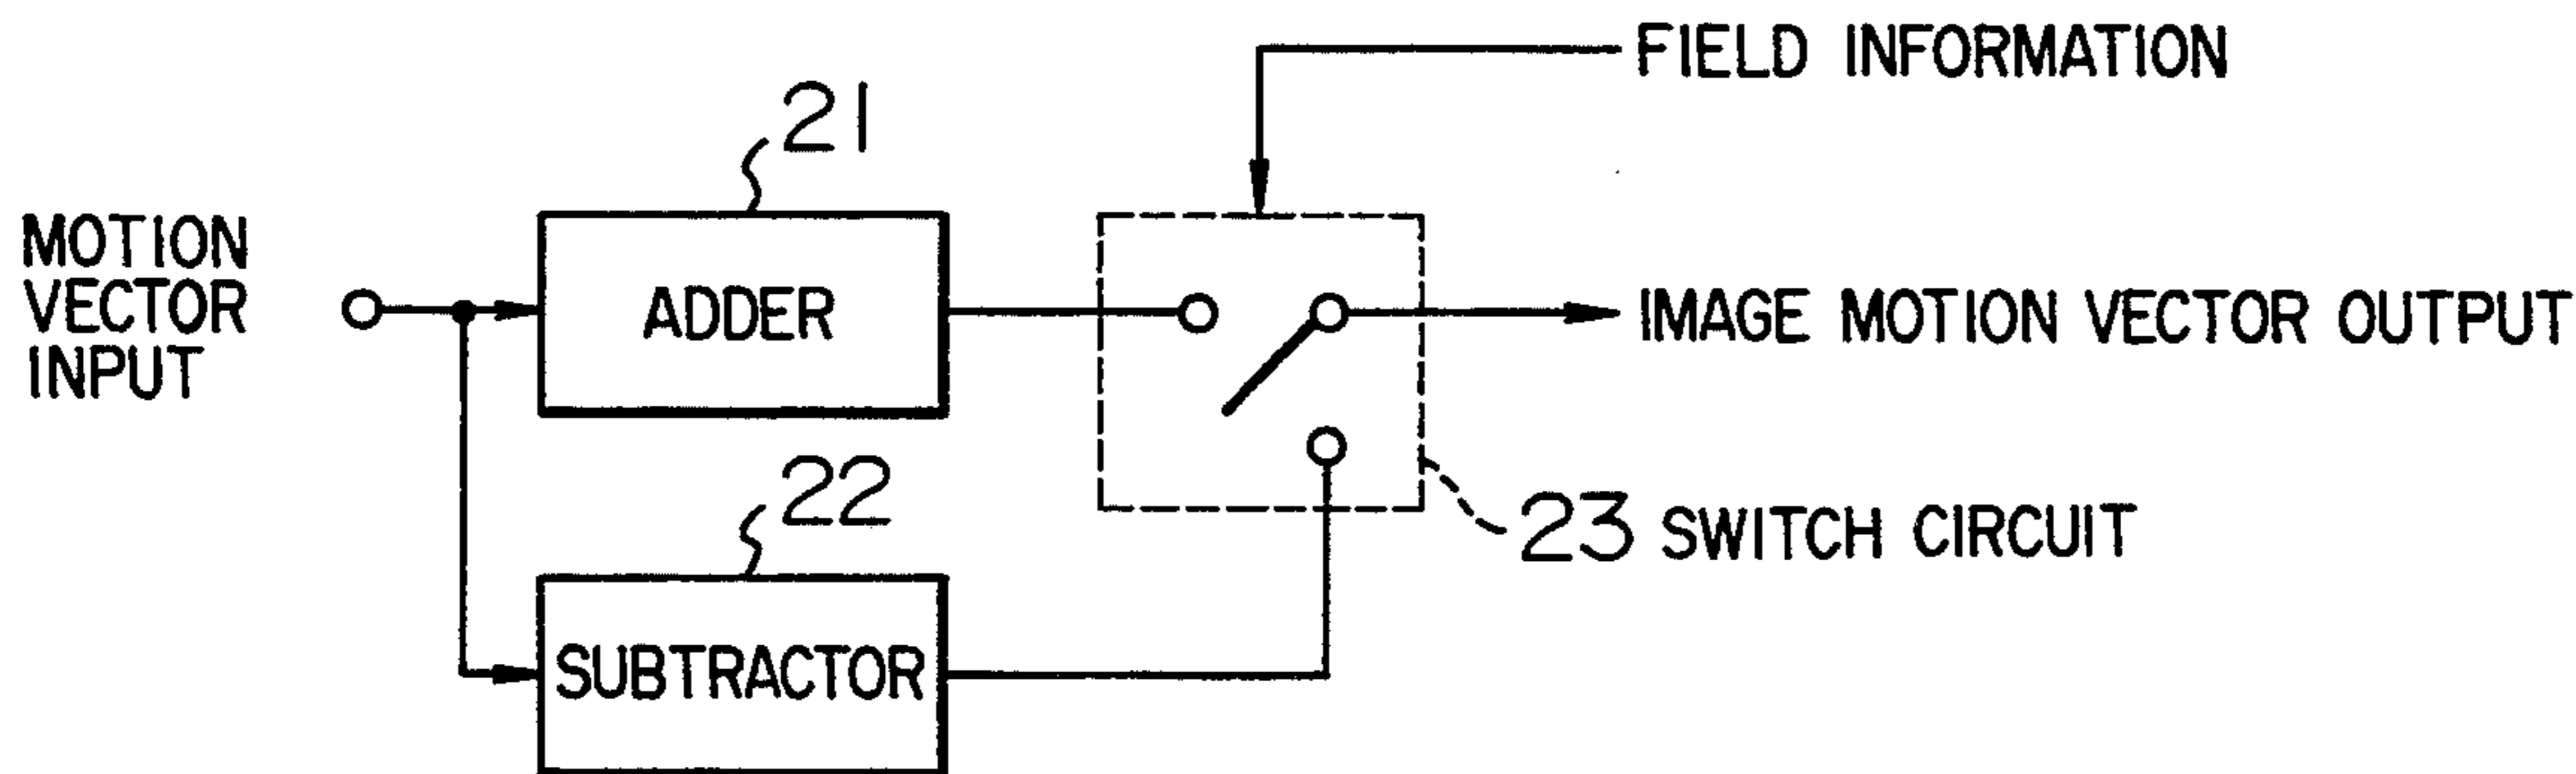 FIELD INFORMATION
21
MOTION
VECTOR
INPUT
ADDER
IMAGE MOTION VECTOR OUTPUT
22
23 SWITCH CIRCUIT
SUBTRACTOR